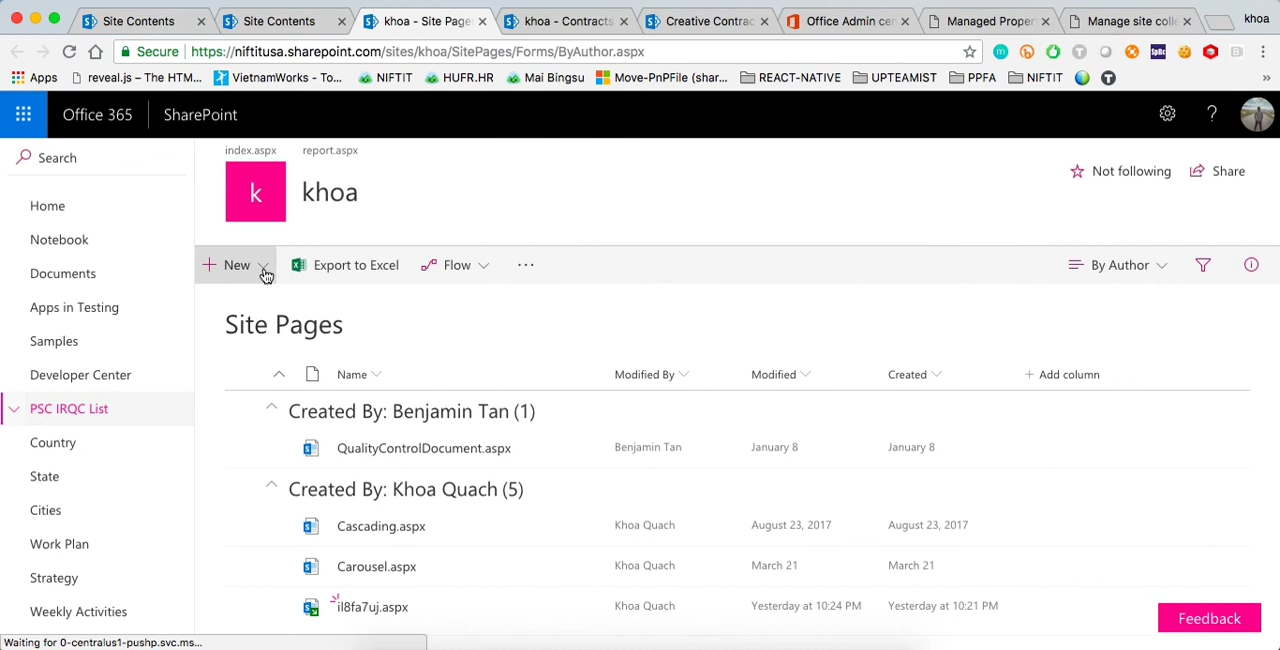 Site Contents
Site Contents
khoa - Site Page
khoa - Contracts
Creative Contrac
Office Admin cen
Managed Proper
Manage site colle
khoa
Secure https://niftitusa.sharepoint.com/sites/khoa/SitePages/Forms/ByAuthor.aspx
Apps
reveal.js – The HTM...
VietnamWorks - To...
NIFTIT
HUFR.HR
Mai Bingsu
Move-PnPFile (shar...
REACT-NATIVE
UPTEAMIST
PPFA
NIFTIT
»
Office 365
SharePoint
?
Search
Home
Notebook
Documents
Apps in Testing
Samples
Developer Center
PSC IRQC List
Country
State
Cities
Work Plan
Strategy
Weekly Activities
index.aspx report.aspx
k
khoa
Not following
Share
+ New
Export to Excel
Flow
...
By Author
Site Pages
Name Modified By Modified Created + Add column
Created By: Benjamin Tan (1)
QualityControlDocument.aspx Benjamin Tan January 8 January 8
Created By: Khoa Quach (5)
Cascading.aspx Khoa Quach August 23, 2017 August 23, 2017
Carousel.aspx Khoa Quach March 21 March 21
il8fa7uj.aspx Khoa Quach Yesterday at 10:24 PM Yesterday at 10:21 PM
Feedback
Waiting for 0-centralus1-pushp.svc.ms...